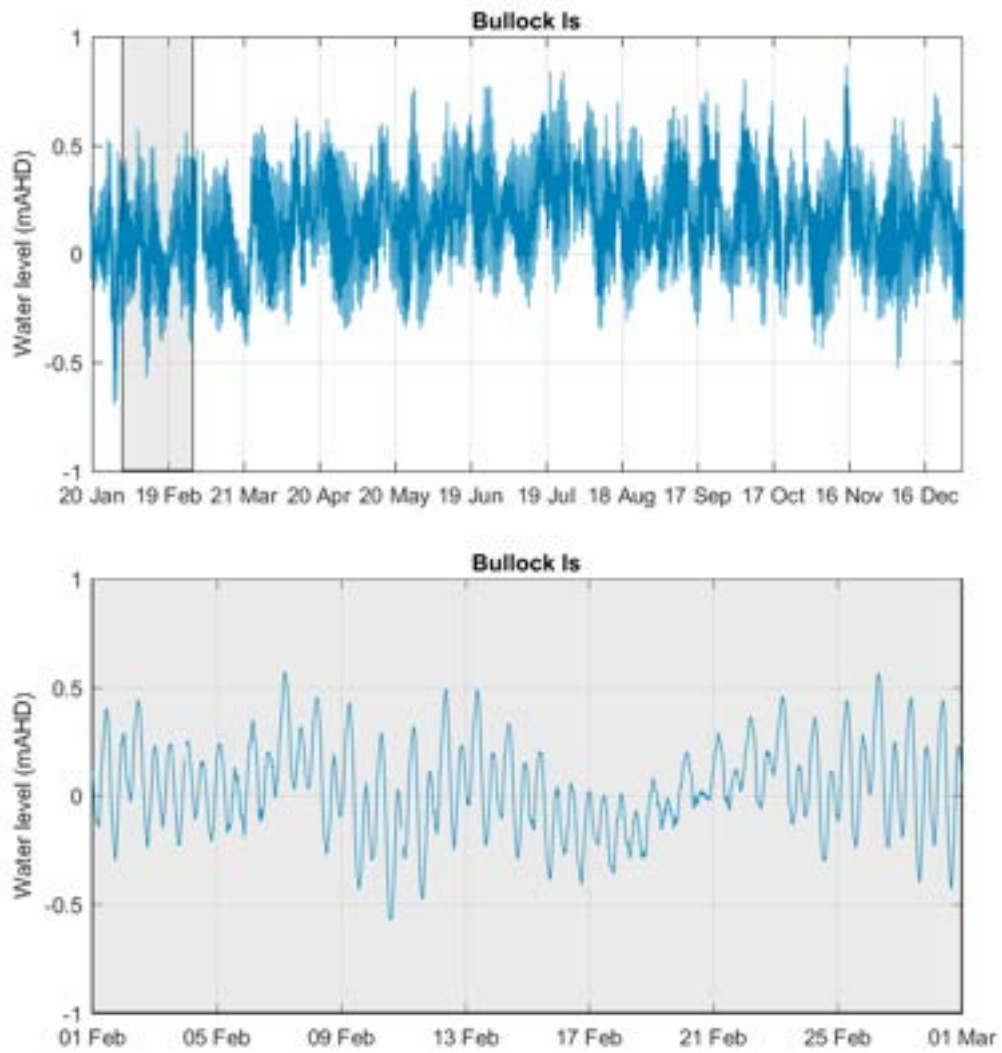 Bullock Is
1
0.5
0
-0.5
-1
Water level (mAHD)
20 Jan 19 Feb 21 Mar 20 Apr 20 May 19 Jun 19 Jul 18 Aug 17 Sep 17 Oct 16 Nov 16 Dec
Bullock Is
1
0.5
0
-0.5
-1
Water level (mAHD)
01 Feb 05 Feb 09 Feb 13 Feb 17 Feb 21 Feb 25 Feb 01 Mar